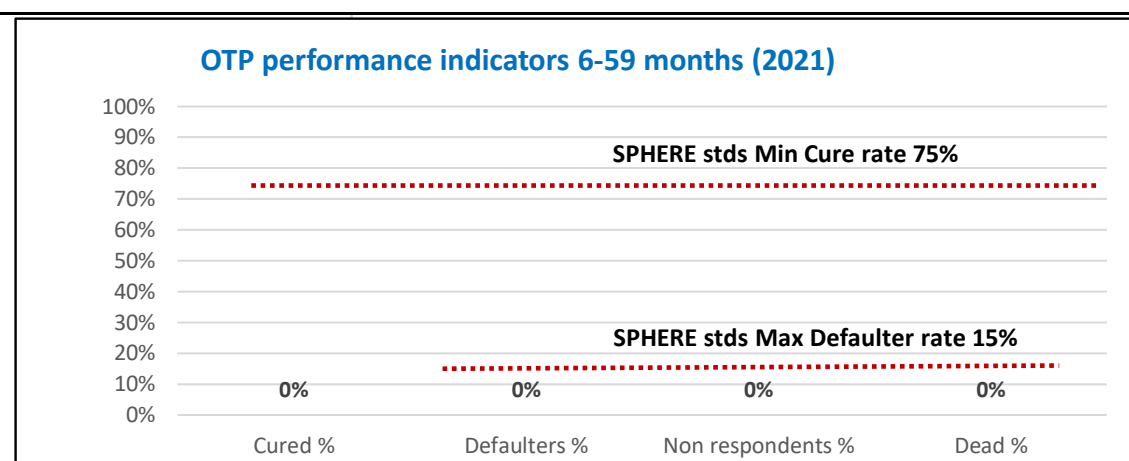 OTP performance indicators 6-59 months (2021)
100%
90%
80%
SPHERE stds Min Cure rate 75%
70%
60%
50%
40%
30%
SPHERE stds Max Defaulter rate 15%
20%
10%
0% 0% 0% 0%
0%
Cured % Defaulters % Non respondents % Dead %